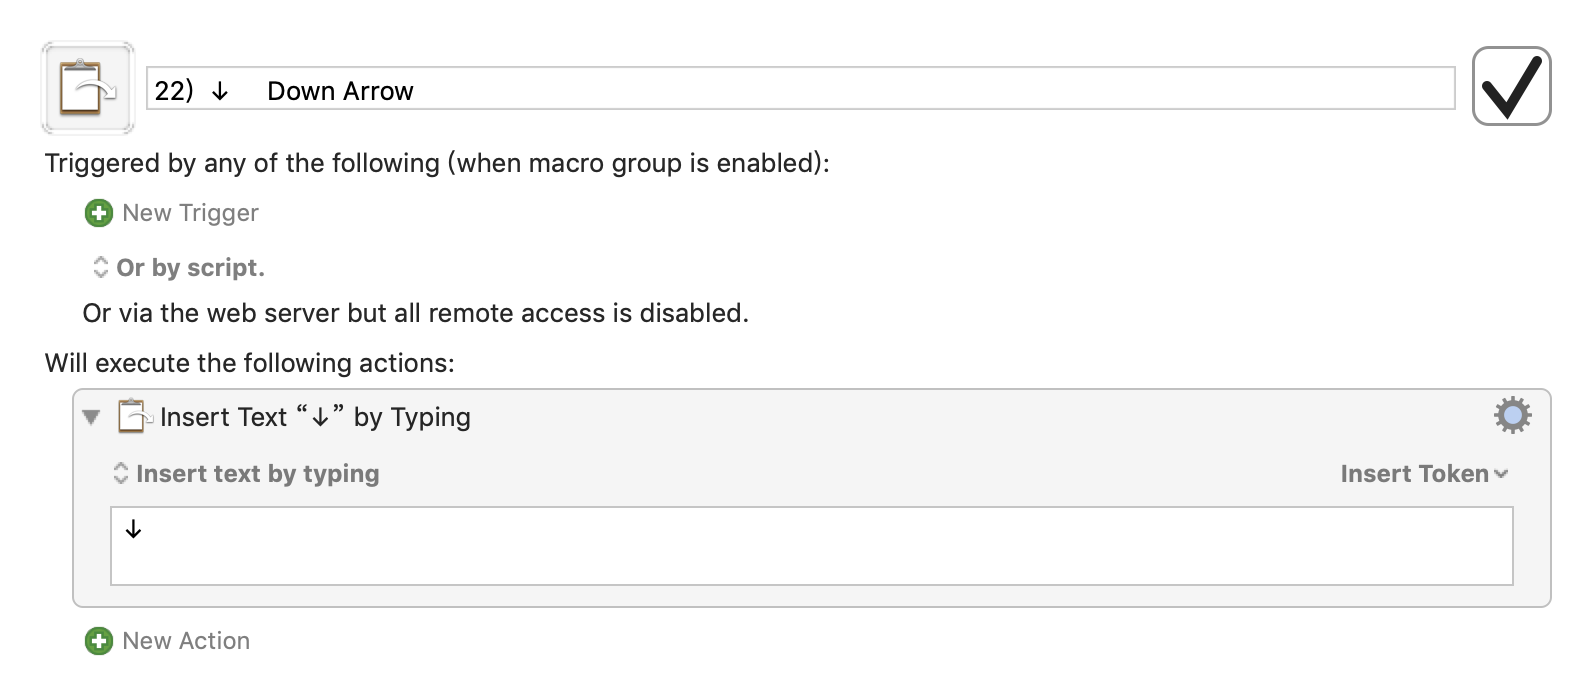 22) ↓ Down Arrow
Triggered by any of the following (when macro group is enabled):
New Trigger
Or by script.
Or via the web server but all remote access is disabled.
Will execute the following actions:
Insert Text “↓” by Typing
Insert text by typing
Insert Token
↓
New Action